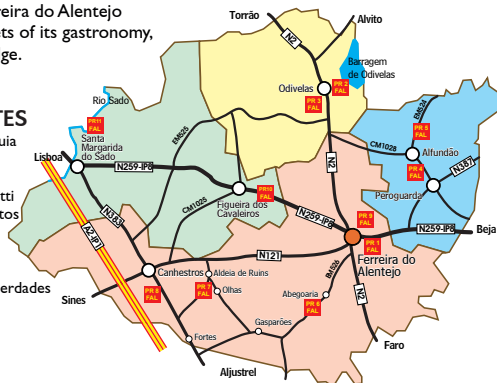 rreira do Alentejo
ets of its gastronomy,
ge.
TES
uia
tti
tos
erdades
Torrão
Alvito
N2
Barragem
de Odivelas
Odivelas
PR 2
FAL
PR 3
FAL
Rio Sado
PR11
FAL
Santa
Margarida
do Sado
Lisboa
EM525
EM524
PR 5
FAL
CM1028
Alfundão
PR 4
FAL
N387
Peroguarda
N2
N259-IP8
PR10
FAL
Figueira dos
Cavaleiros
CM1025
N383
A2-IP1
N259-IP8
PR 9
FAL
N259-IP8
Beja
PR 1
FAL
Ferreira do
Alentejo
N121
Canhestros
Aldeia de Ruins
PR 8
FAL
PR 7
FAL
Olhas
EM526
Abegoaria
PR 6
FAL
N2
Sines
Gasparões
Fortes
Faro
Aljustrel